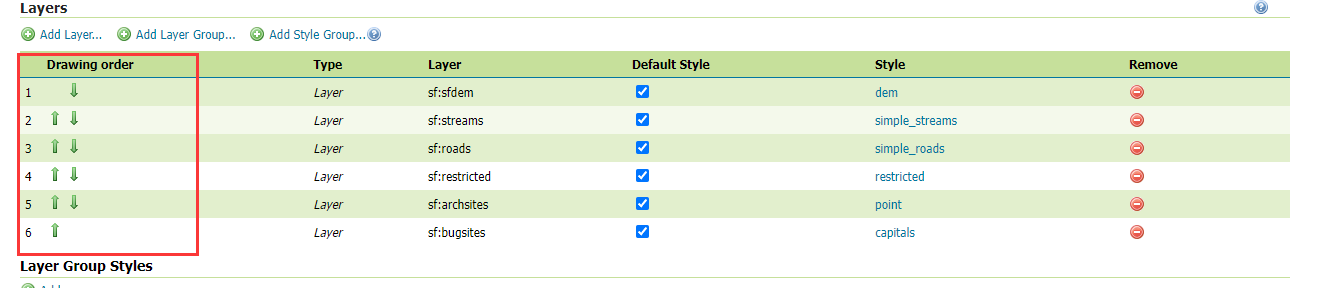 Layers
Add Layer... Add Layer Group... Add Style Group...
Drawing order Type Layer Default Style Style Remove
1 Layer sf:sfdem dem
2 Layer sf:streams simple_streams
3 Layer sf:roads simple_roads
4 Layer sf:restricted restricted
5 Layer sf:archsites point
6 Layer sf:bugsites capitals
Layer Group Styles